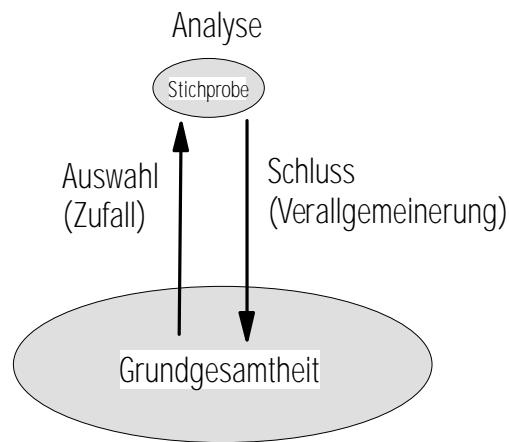 Analyse
Stichprobe
Auswahl
(Zufall)
Schluss
(Verallgemeinerung)
Grundgesamtheit